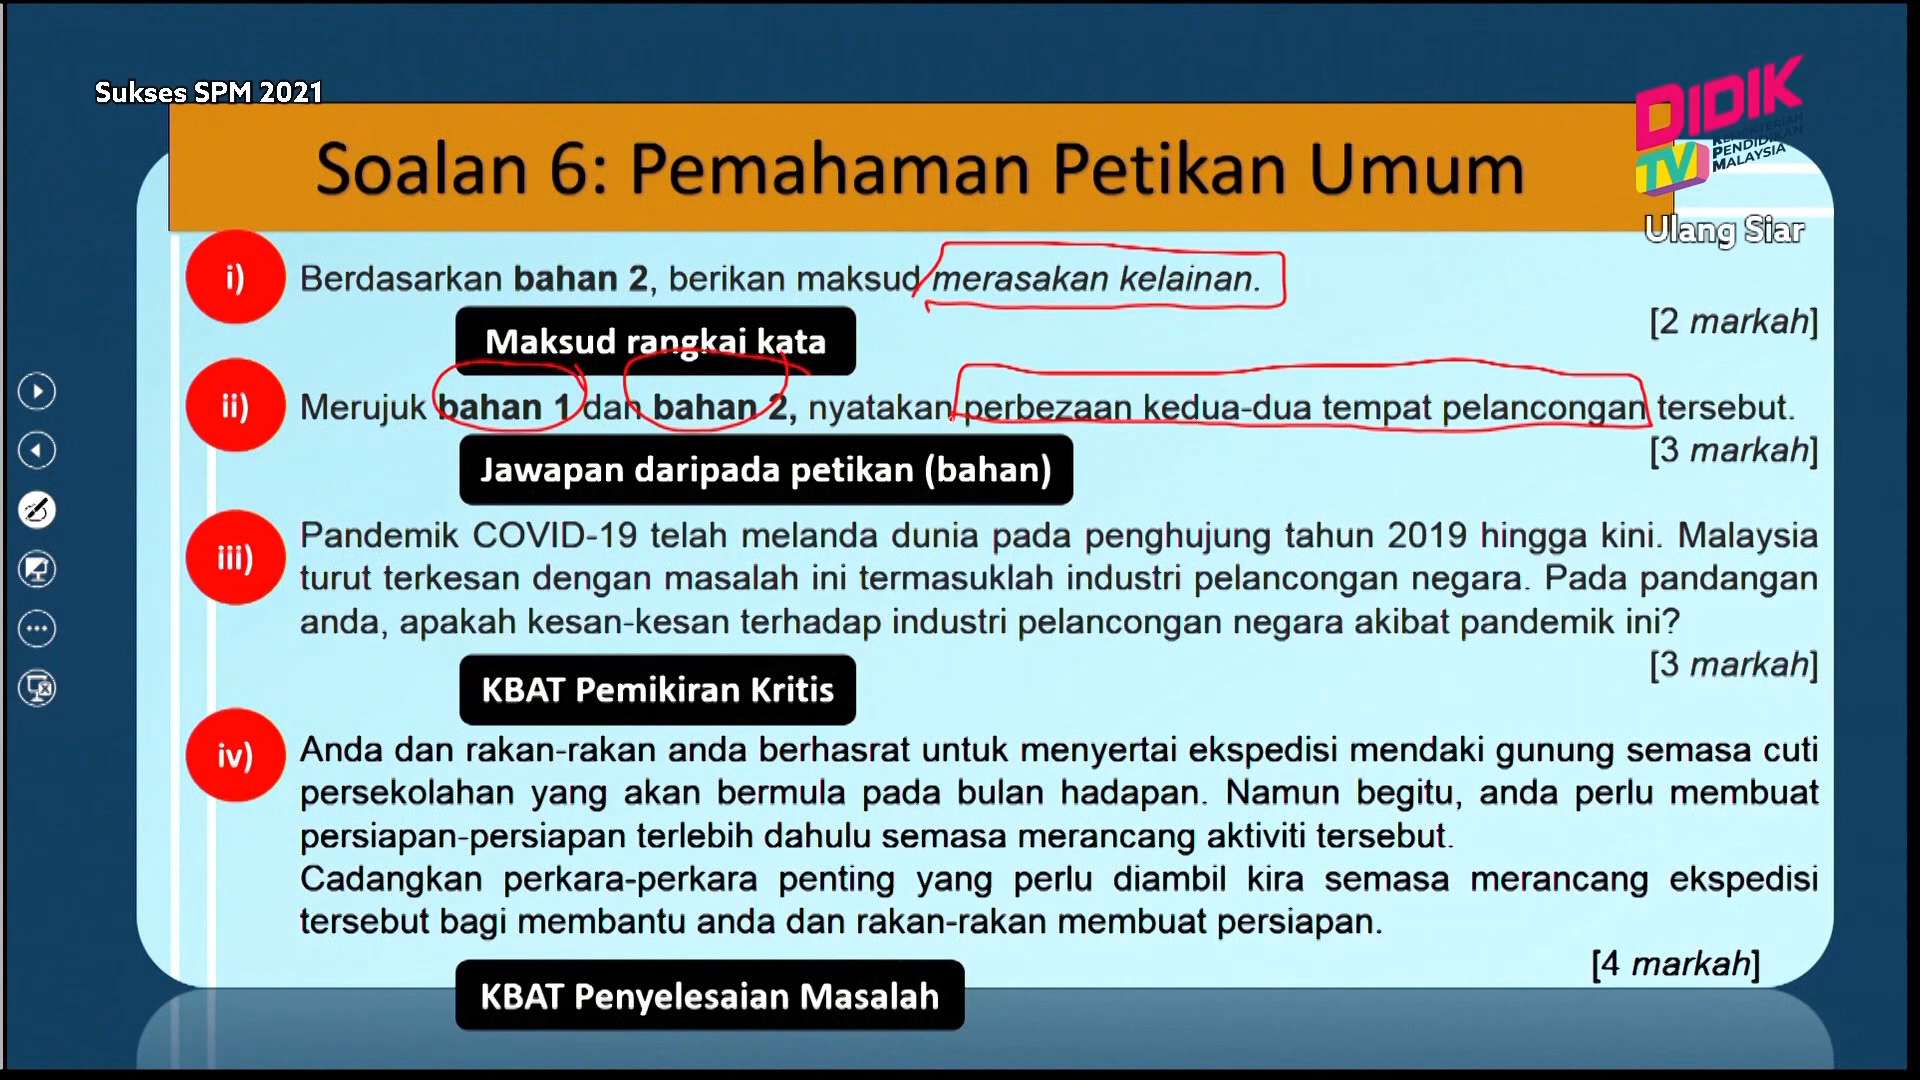 Sukses SPM 2021
DIDIK
TV
KEMENTERIAN
PENDIDIKAN
MALAYSIA
Ulang Siar
Soalan 6: Pemahaman Petikan Umum
i)
Berdasarkan bahan 2, berikan maksud merasakan kelainan.
[2 markah]
Maksud rangkai kata
ii)
Merujuk bahan 1 dan bahan 2, nyatakan perbezaan kedua-dua tempat pelancongan tersebut.
[3 markah]
Jawapan daripada petikan (bahan)
iii)
Pandemik COVID-19 telah melanda dunia pada penghujung tahun 2019 hingga kini. Malaysia
turut terkesan dengan masalah ini termasuklah industri pelancongan negara. Pada pandangan
anda, apakah kesan-kesan terhadap industri pelancongan negara akibat pandemik ini?
[3 markah]
KBAT Pemikiran Kritis
iv)
Anda dan rakan-rakan anda berhasrat untuk menyertai ekspedisi mendaki gunung semasa cuti
persekolahan yang akan bermula pada bulan hadapan. Namun begitu, anda perlu membuat
persiapan-persiapan terlebih dahulu semasa merancang aktiviti tersebut.
Cadangkan perkara-perkara penting yang perlu diambil kira semasa merancang ekspedisi
tersebut bagi membantu anda dan rakan-rakan membuat persiapan.
[4 markah]
KBAT Penyelesaian Masalah